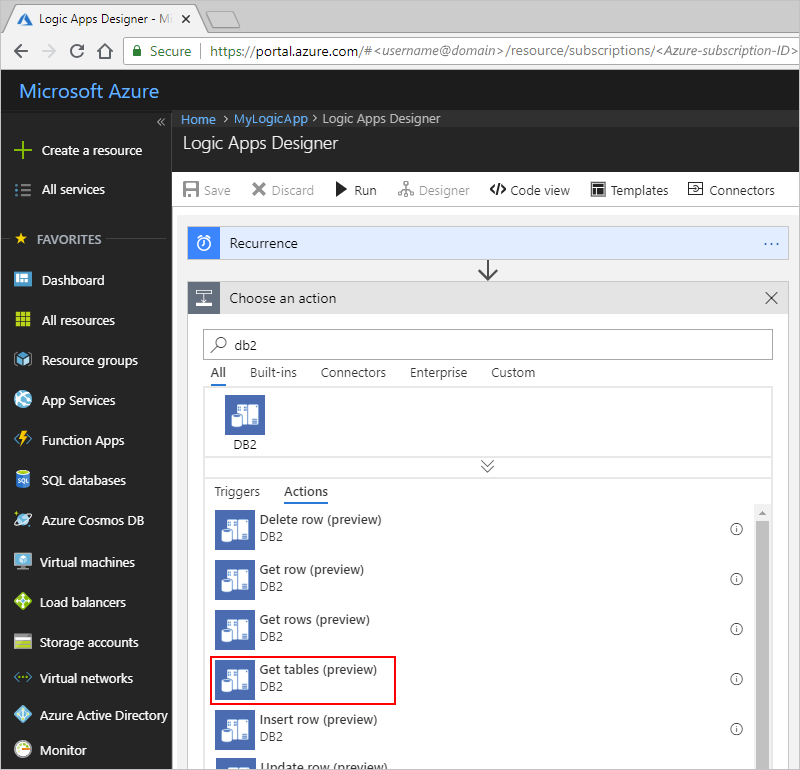 Logic Apps Designer - Mi
Secure
https://portal.azure.com/#<username@domain>/resource/subscriptions/<Azure-subscription-ID>
Microsoft Azure
«
Create a resource
All services
FAVORITES
Dashboard
All resources
Resource groups
App Services
Function Apps
SQL
SQL databases
Azure Cosmos DB
Virtual machines
Load balancers
Storage accounts
Virtual networks
Azure Active Directory
Monitor
Home > MyLogicApp > Logic Apps Designer
Logic Apps Designer
Save Discard Run Designer </> Code view Templates Connectors
Recurrence ...
Choose an action
db2
All Built-ins Connectors Enterprise Custom
DB2
Triggers Actions
Delete row (preview)
DB2
Get row (preview)
DB2
Get rows (preview)
DB2
Get tables (preview)
DB2
Insert row (preview)
DB2
Update row (preview)